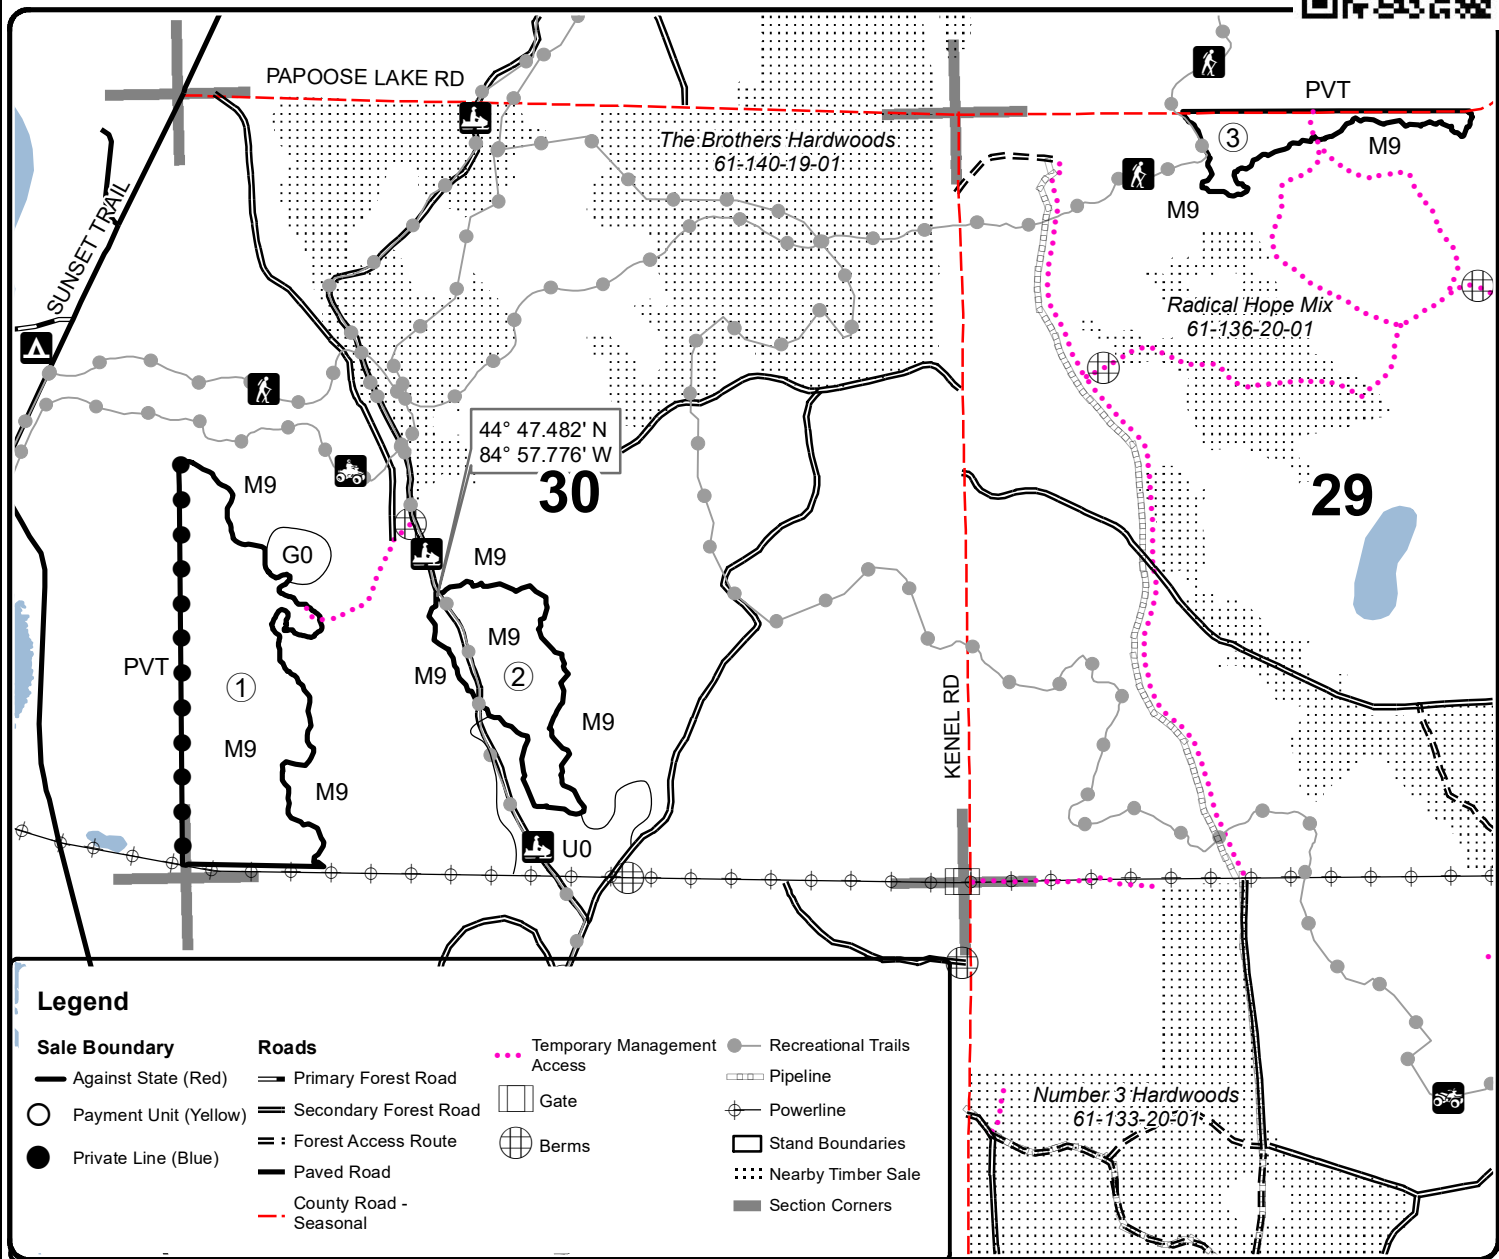 PAPOOSE LAKE RD
PVT
The Brothers Hardwoods
61-140-19-01
3
M9
M9
SUNSET TRAIL
Radical Hope Mix
61-136-20-01
44° 47.482' N
84° 57.776' W
30
29
M9
G0
M9
M9
M9
2
PVT
1
M9
M9
M9
KENEL RD
U0
Legend
Sale Boundary
Against State (Red)
Payment Unit (Yellow)
Private Line (Blue)
Roads
Primary Forest Road
Secondary Forest Road
Forest Access Route
Paved Road
County Road -
Seasonal
Temporary Management
Access
Gate
Berms
Recreational Trails
Pipeline
Powerline
Stand Boundaries
Nearby Timber Sale
Section Corners
Number 3 Hardwoods
61-133-20-01